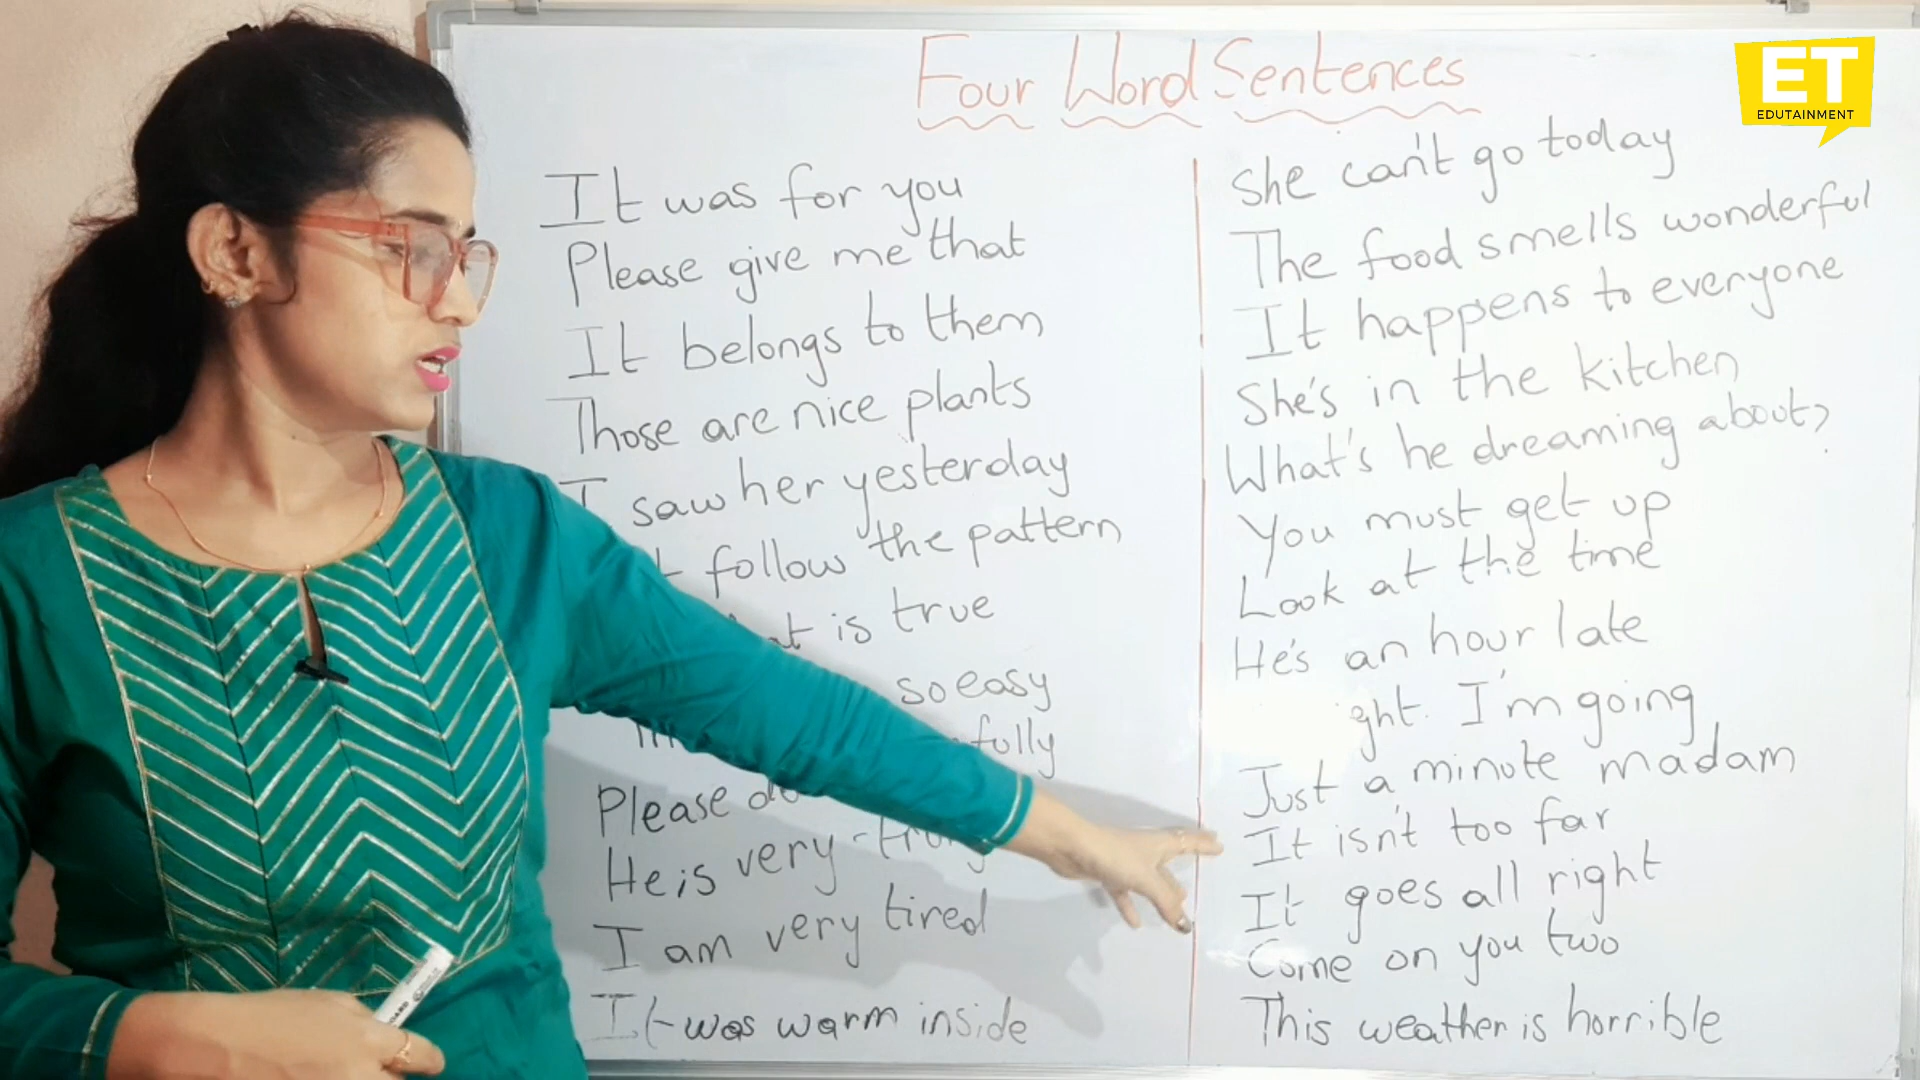 Four Word Sentences
ET
EDUTAINMENT
It was for you
Please give me that
It belongs to them
Those are nice plants
I saw her yesterday
follow the pattern
is true
so easy
Please
He is very
I am very tired
It was warm inside
She can't go today
The food smells wonderful
It happens to everyone
She's in the kitchen
What's he dreaming about?
You must get up
Look at the time
He's an hour late
I'm going
Just a minute madam
It isn't too far
It goes all right
Come on you two
This weather is horrible